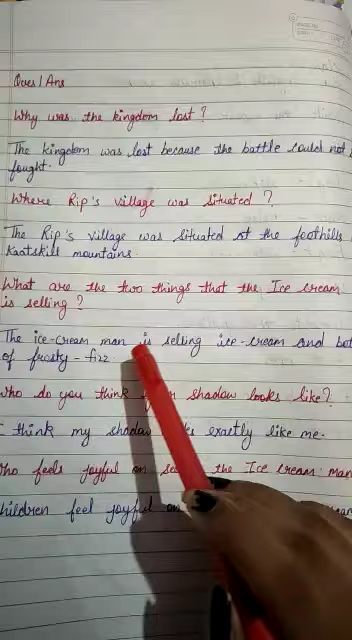 Ques/Ans
Why was the kingdom lost?
The kingdom was lost because the battle could not
fought.
Where Rip's village was situated?
The Rip's village was situated at the foothills
Kaatskill mountains.
What are the two things that the Ice cream
is selling?
The ice-cream man is selling ice-cream and bot
of frosty-fizz
Who do you think shadow looks like?
I think my shadow looks exactly like me.
Who feels joyful on the Ice cream man
hildren feel joyful on